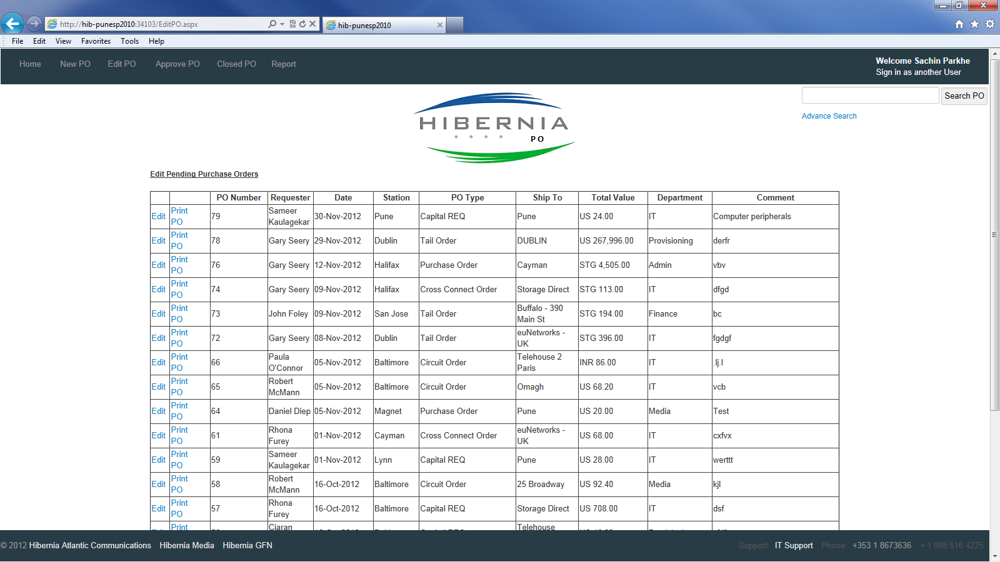 http://hib-punesp2010:34103/EditPO.aspx
hib-punesp2010
File Edit View Favorites Tools Help
Home New PO Edit PO Approve PO Closed PO Report
Welcome Sachin Parkhe
Sign in as another User
Search PO
Advance Search
HIBERNIA
PO
Edit Pending Purchase Orders
PO Number Requester Date Station PO Type Ship To Total Value Department Comment
Edit Print PO 79 Sameer Kaulagekar 30-Nov-2012 Pune Capital REQ Pune US 24.00 IT Computer peripherals
Edit Print PO 78 Gary Seery 29-Nov-2012 Dublin Tail Order DUBLIN US 267,996.00 Provisioning derfr
Edit Print PO 76 Gary Seery 12-Nov-2012 Halifax Purchase Order Cayman STG 4,505.00 Admin vbv
Edit Print PO 74 Gary Seery 09-Nov-2012 Halifax Cross Connect Order Storage Direct STG 113.00 IT dfgd
Edit Print PO 73 John Foley 09-Nov-2012 San Jose Tail Order Buffalo - 390 Main St STG 194.00 Finance bc
Edit Print PO 72 Gary Seery 08-Nov-2012 Dublin Tail Order euNetworks - UK STG 396.00 IT fgdgf
Edit Print PO 66 Paula O'Connor 05-Nov-2012 Baltimore Circuit Order Telehouse 2 Paris INR 86.00 IT .lj.l
Edit Print PO 65 Robert McMann 05-Nov-2012 Baltimore Circuit Order Omagh US 68.20 IT vcb
Edit Print PO 64 Daniel Diep 05-Nov-2012 Magnet Purchase Order Pune US 20.00 Media Test
Edit Print PO 61 Rhona Furey 01-Nov-2012 Cayman Cross Connect Order euNetworks - UK US 68.00 IT cxfvx
Edit Print PO 59 Sameer Kaulagekar 01-Nov-2012 Lynn Capital REQ Pune US 28.00 IT werttt
Edit Print PO 58 Robert McMann 16-Oct-2012 Baltimore Circuit Order 25 Broadway US 92.40 Media kjl
Edit Print PO 57 Rhona Furey 16-Oct-2012 Baltimore Capital REQ Storage Direct US 708.00 IT dsf
Print Ciaran Telehouse
© 2012 Hibernia Atlantic Communications Hibernia Media Hibernia GFN Support: IT Support Phone: +353 1 8673636 + 1 908 516 4225